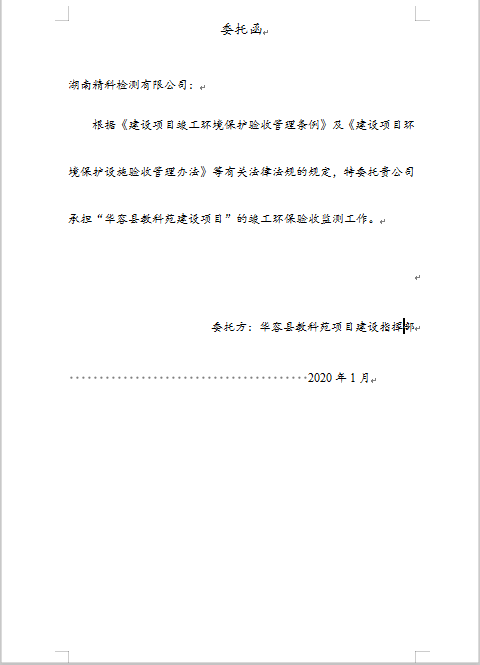 委托函
湖南精科检测有限公司：
根据《建设项目竣工环境保护验收管理条例》及《建设项目环
境保护设施验收管理办法》等有关法律法规的规定，特委托贵公司
承担“华容县教科苑建设项目”的竣工环保验收监测工作。
委托方：华容县教科苑项目建设指挥部
2020 年 1 月